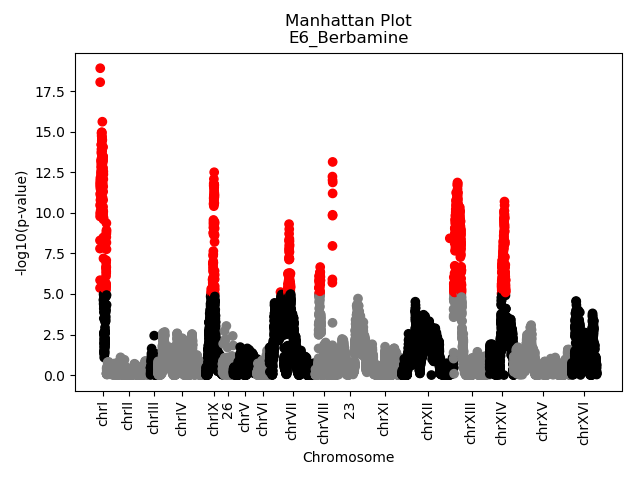 Manhattan Plot
E6_Berbamine
-log10(p-value)
17.5
15.0
12.5
10.0
7.5
5.0
2.5
0.0
chrI
chrII
chrIII
chrIV
chrIX
26
chrV
chrVI
chrVII
chrVIII
23
chrXI
chrXII
chrXIII
chrXIV
chrXV
chrXVI
Chromosome